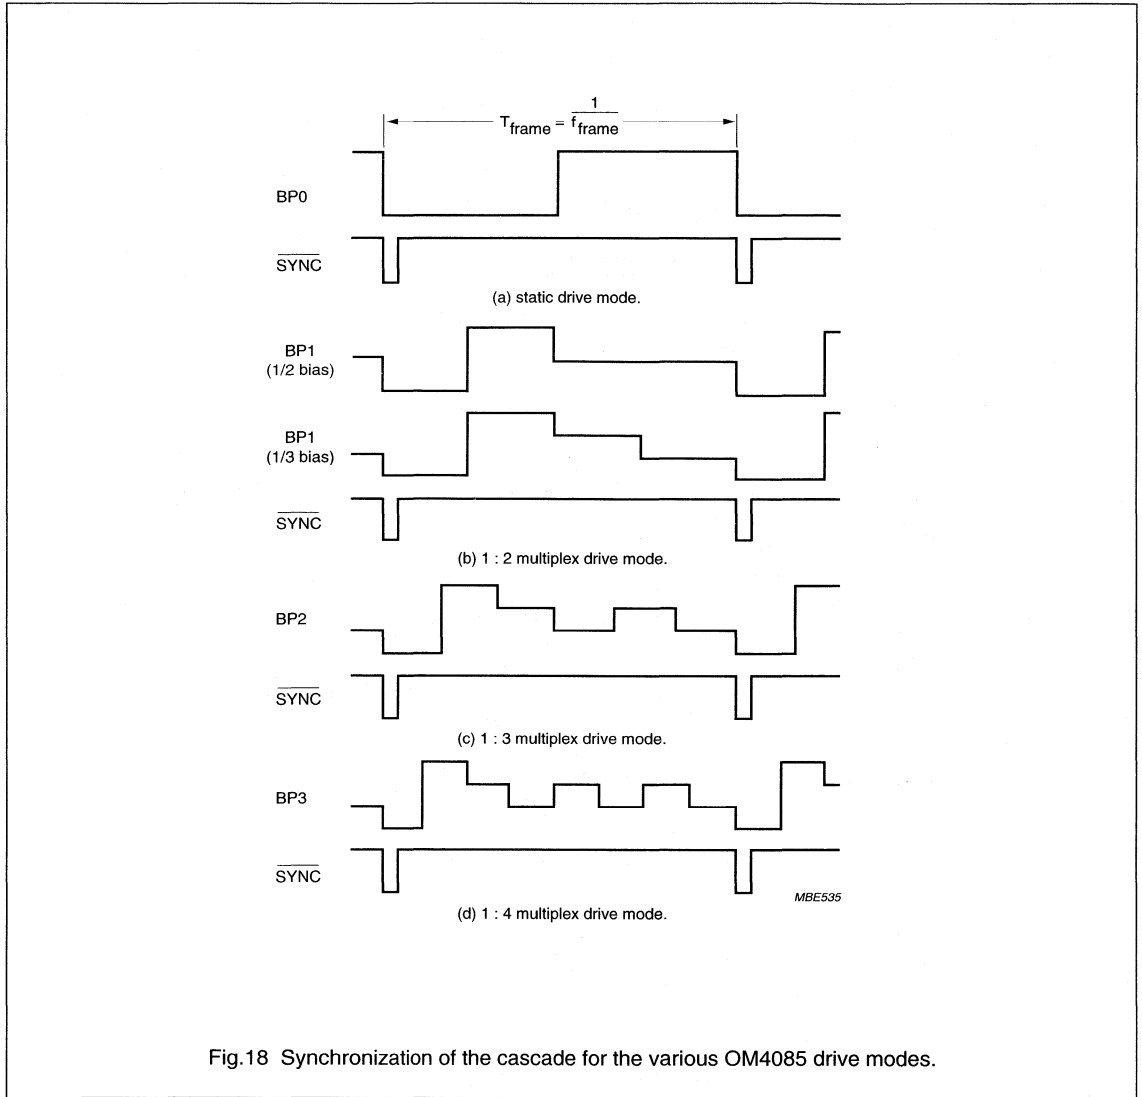 T_frame = 1/f_frame
BP0
SYNC
(a) static drive mode.
BP1
(1/2 bias)
BP1
(1/3 bias)
SYNC
(b) 1 : 2 multiplex drive mode.
BP2
SYNC
(c) 1 : 3 multiplex drive mode.
BP3
SYNC
MBE535
(d) 1 : 4 multiplex drive mode.
Fig.18 Synchronization of the cascade for the various OM4085 drive modes.